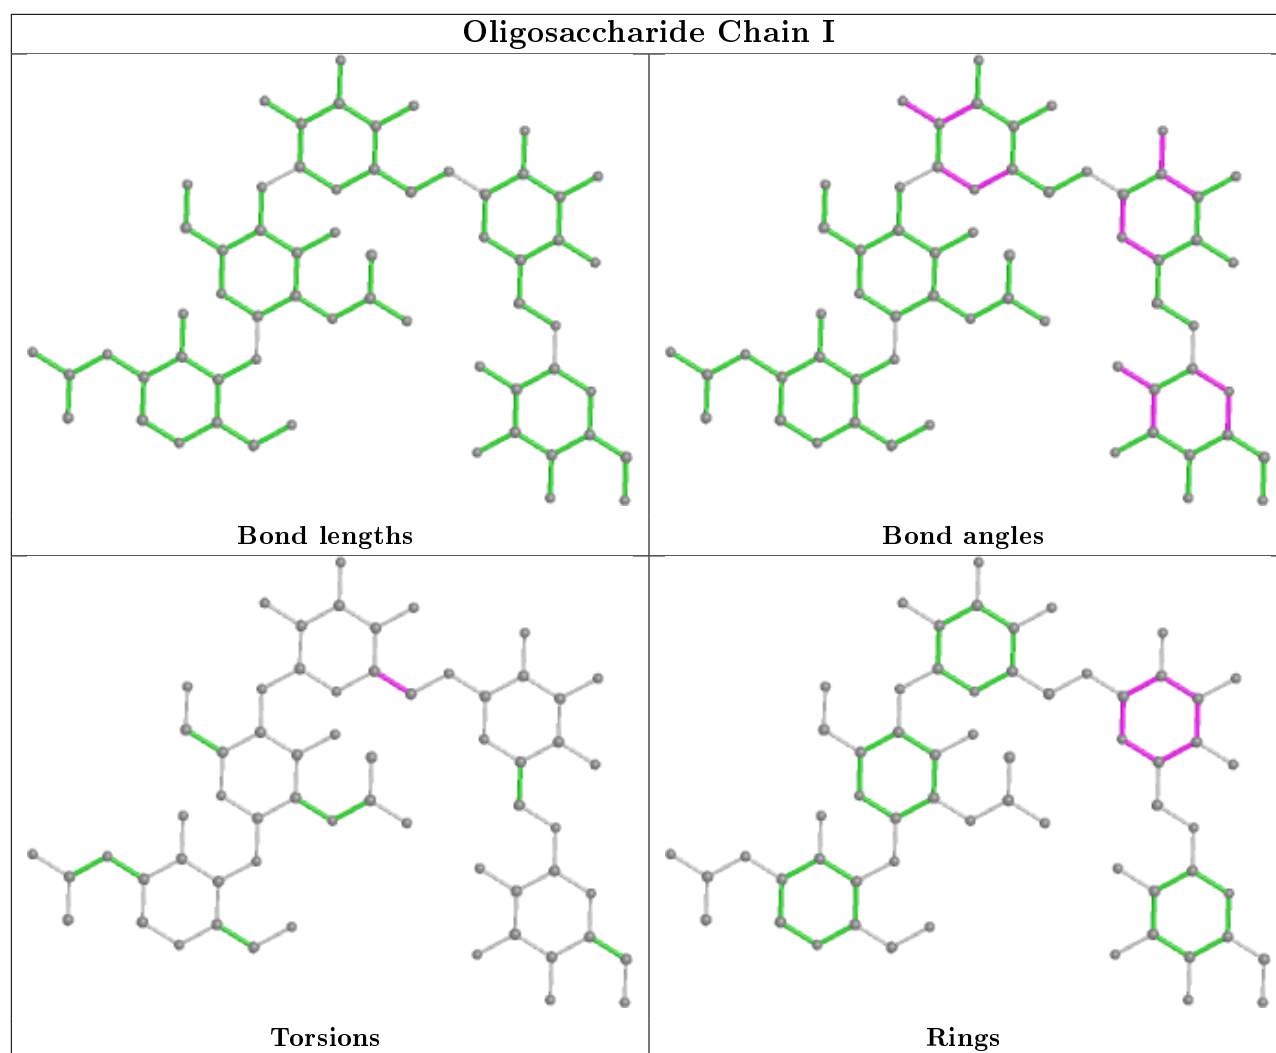 Oligosaccharide Chain I
Bond lengths
Bond angles
Torsions
Rings